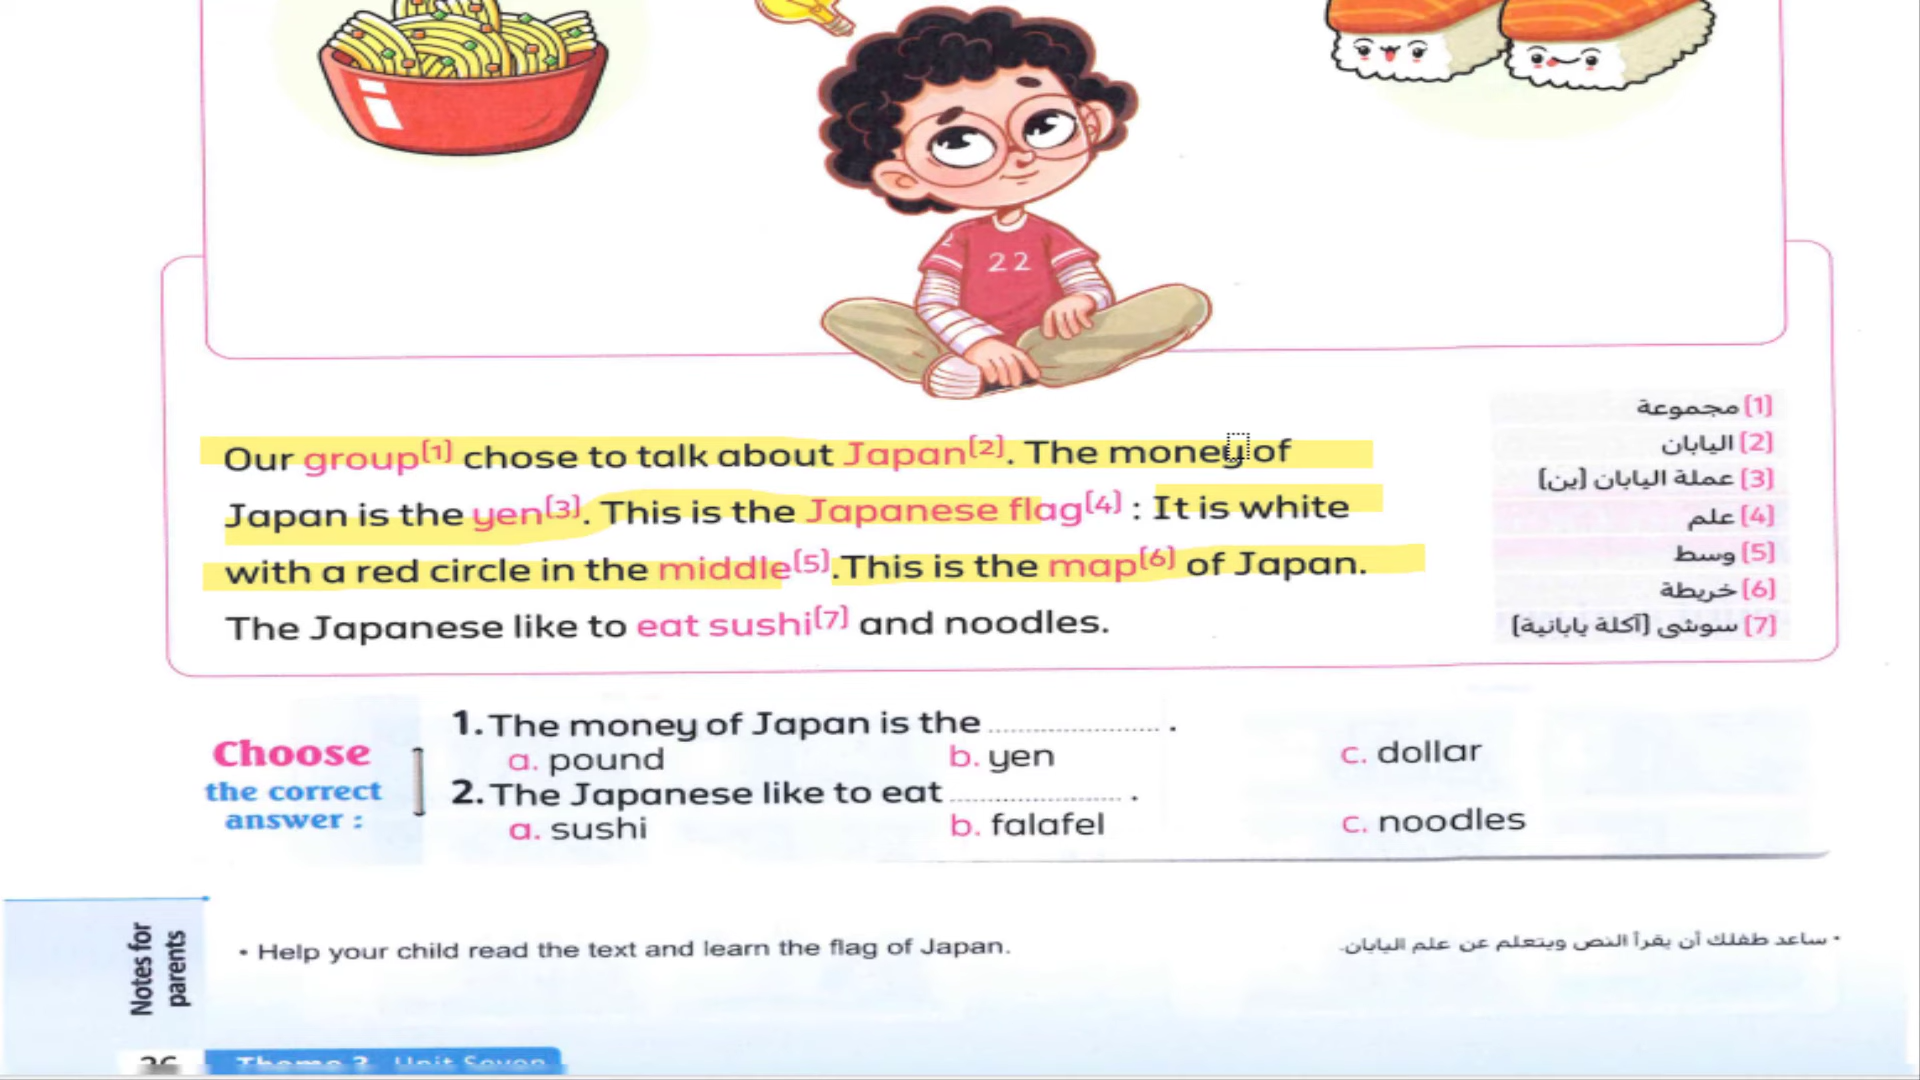 22
Our group[1] chose to talk about Japan[2]. The money of
Japan is the yen[3]. This is the Japanese flag[4] : It is white
with a red circle in the middle[5].This is the map[6] of Japan.
The Japanese like to eat sushi[7] and noodles.
[1] مجموعة
[2] اليابان
[3] عملة اليابان [ين]
[4] علم
[5] وسط
[6] خريطة
[7] سوشى [أكلة يابانية]
Choose
the correct
answer :
1. The money of Japan is the .................... .
a. pound b. yen c. dollar
2. The Japanese like to eat .................... .
a. sushi b. falafel c. noodles
Notes for
parents
• Help your child read the text and learn the flag of Japan.
• ساعد طفلك أن يقرأ النص ويتعلم عن علم اليابان.
26 Theme 3 Unit Seven